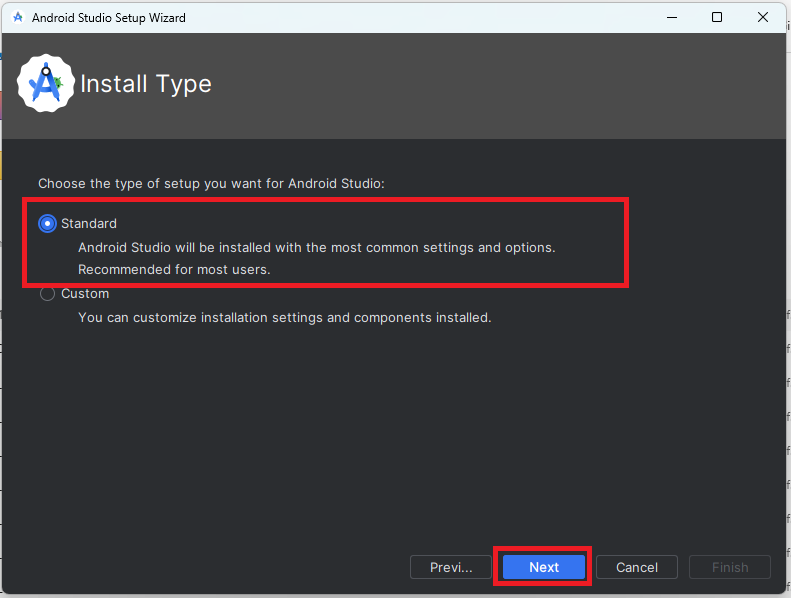 Android Studio Setup Wizard
Install Type
Choose the type of setup you want for Android Studio:
Standard
Android Studio will be installed with the most common settings and options.
Recommended for most users.
Custom
You can customize installation settings and components installed.
Previ... Next Cancel Finish